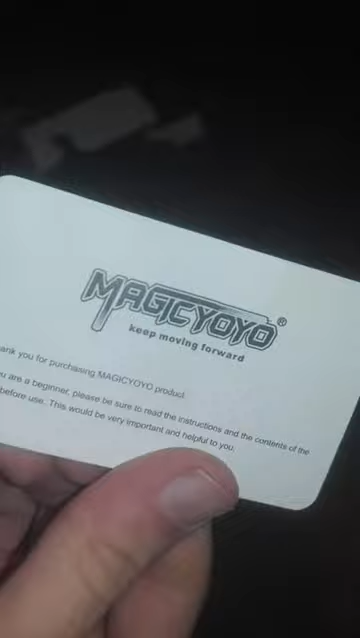 MAGICYOYO®
keep moving forward
ank you for purchasing MAGICYOYO product
u are a beginner, please be sure to read the instructions and the contents of the
before use. This would be very important and helpful to you.